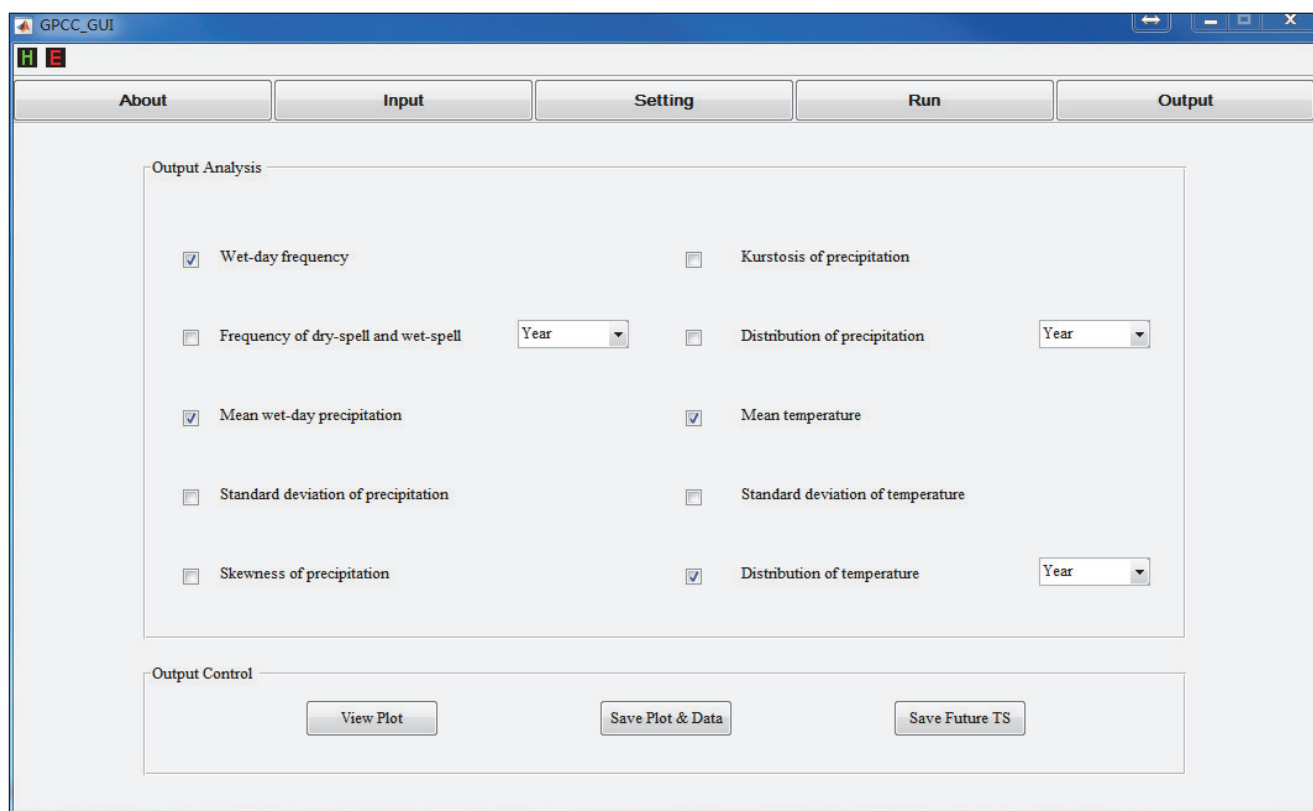 GPCC_GUI
H E
About Input Setting Run Output
Output Analysis
Wet-day frequency
Kurstosis of precipitation
Frequency of dry-spell and wet-spell Year
Distribution of precipitation Year
Mean wet-day precipitation
Mean temperature
Standard deviation of precipitation
Standard deviation of temperature
Skewness of precipitation
Distribution of temperature Year
Output Control
View Plot Save Plot & Data Save Future TS